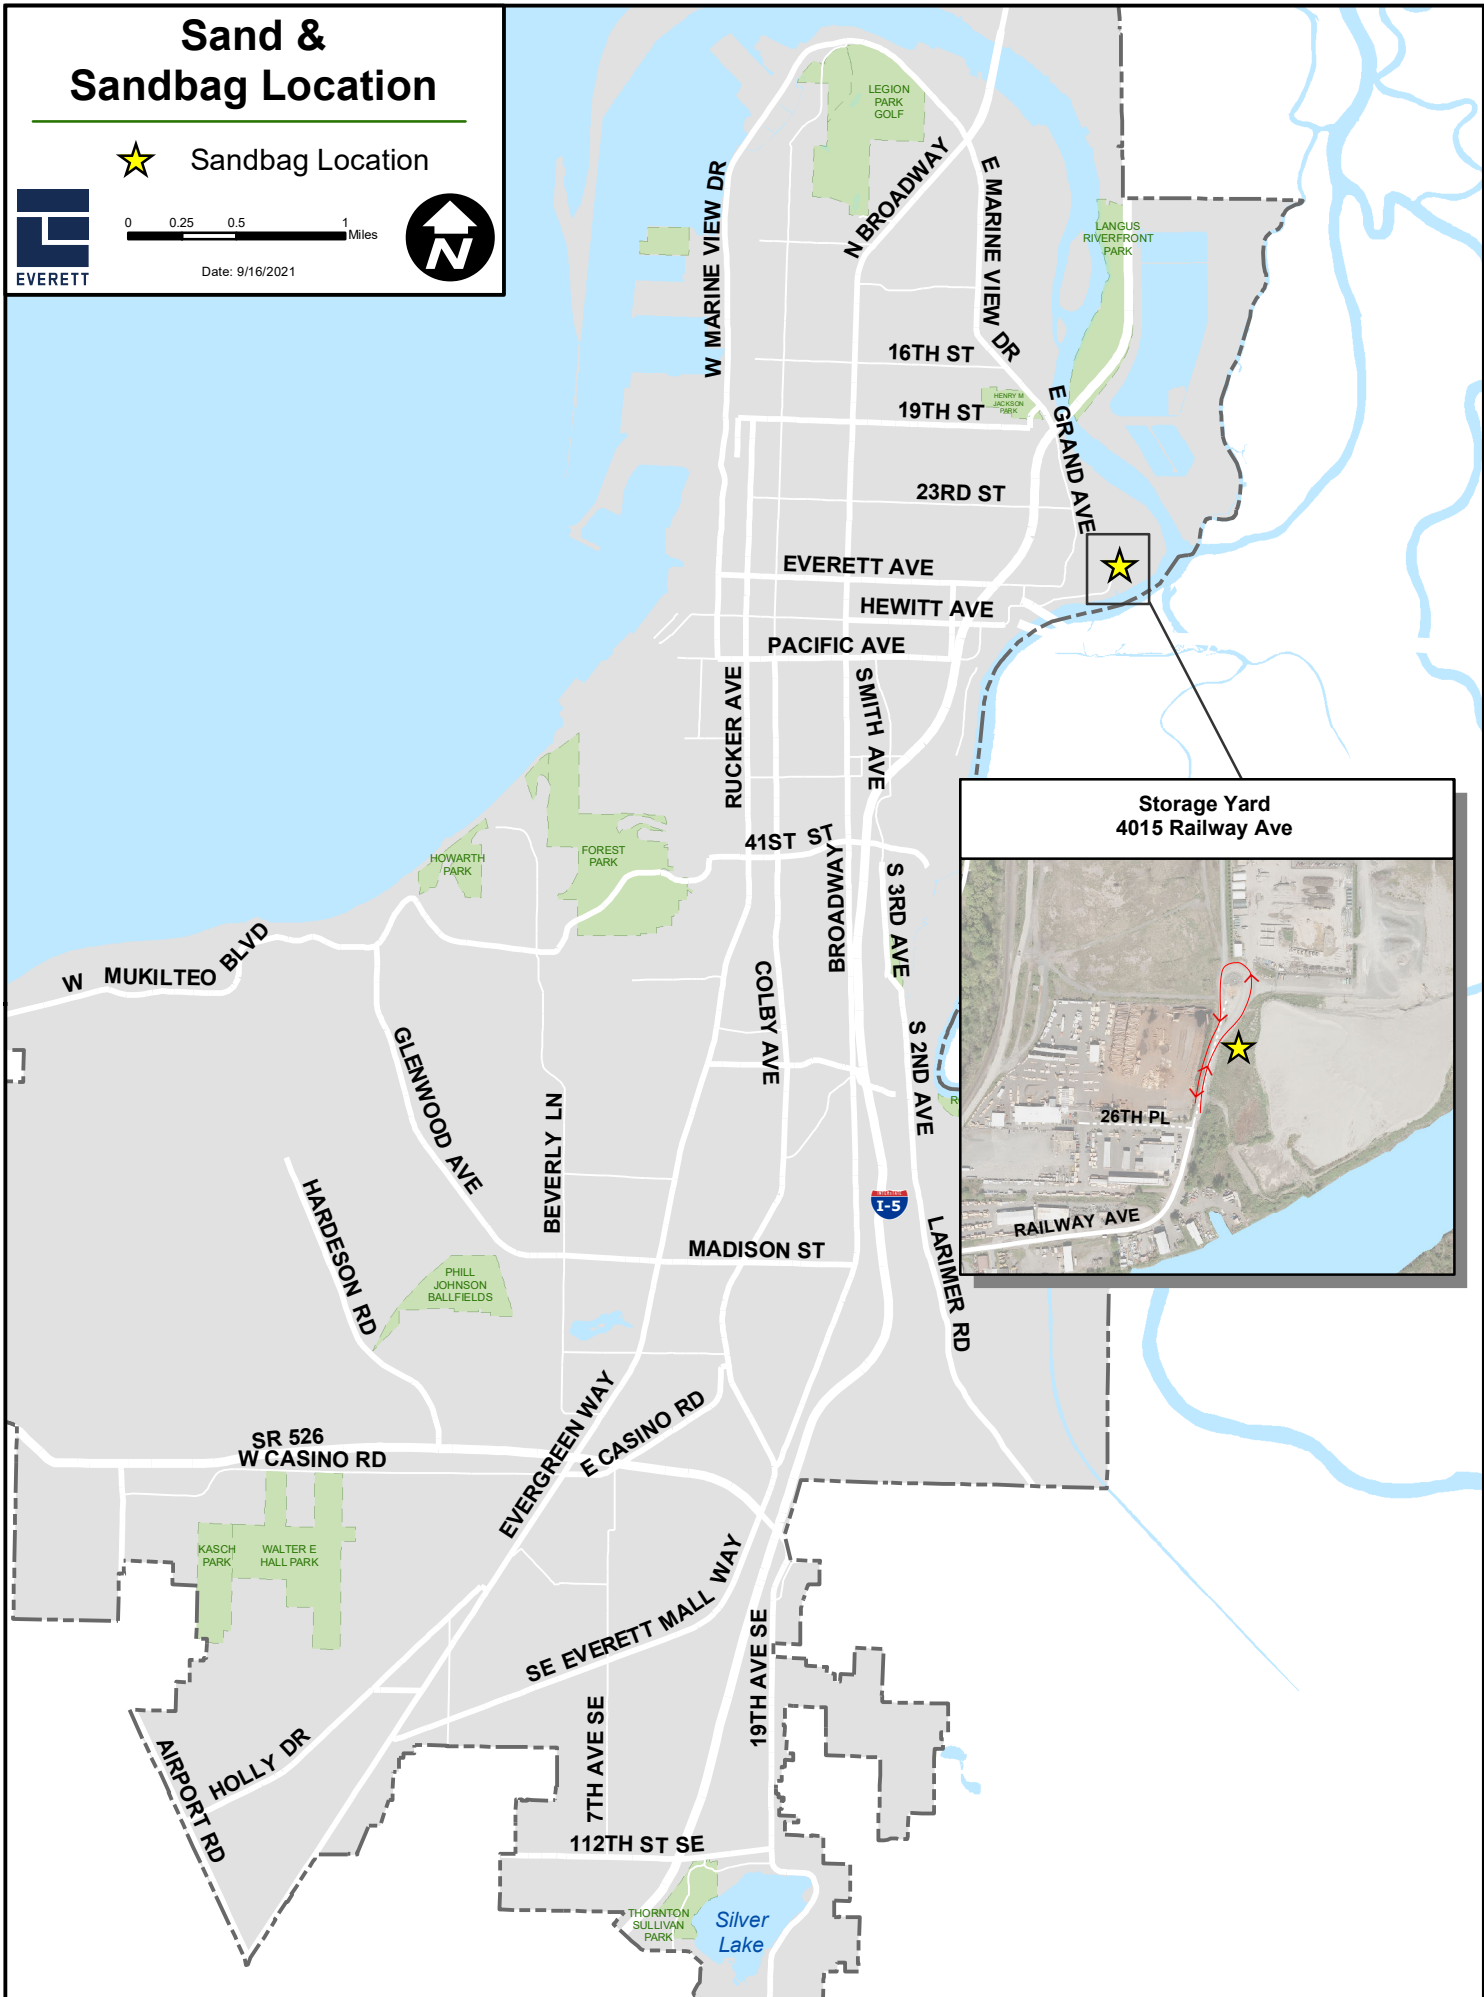 Sand &
Sandbag Location
Sandbag Location
0 0.25 0.5 1
Miles
Date: 9/16/2021
EVERETT
N
LEGION
PARK
GOLF
N BROADWAY
W MARINE VIEW DR
E MARINE VIEW DR
LANGUS
RIVERFRONT
PARK
16TH ST
HENRY M
JACKSON
PARK
19TH ST
E GRAND AVE
23RD ST
EVERETT AVE
HEWITT AVE
PACIFIC AVE
RUCKER AVE
SMITH AVE
Storage Yard
4015 Railway Ave
26TH PL
RAILWAY AVE
41ST ST
HOWARTH
PARK
FOREST
PARK
BROADWAY
S 3RD AVE
W MUKILTEO BLVD
COLBY AVE
S 2ND AVE
GLENWOOD AVE
BEVERLY LN
I-5
HARDESON RD
MADISON ST
LARIMER RD
PHILL
JOHNSON
BALLFIELDS
EVERGREEN WAY
E CASINO RD
SR 526
W CASINO RD
KASCH
PARK
WALTER E
HALL PARK
SE EVERETT MALL WAY
19TH AVE SE
7TH AVE SE
HOLLY DR
AIRPORT RD
112TH ST SE
THORNTON
SULLIVAN
PARK
Silver
Lake